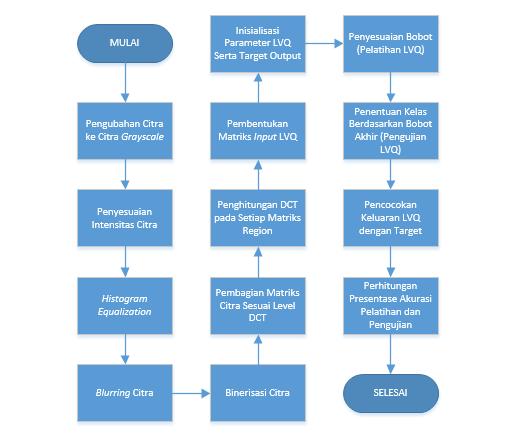 MULAI
Pengubahan Citra
ke Citra Grayscale
Penyesuaian
Intensitas Citra
Histogram
Equalization
Blurring Citra
Binerisasi Citra
Pembagian Matriks
Citra Sesuai Level
DCT
Penghitungan DCT
pada Setiap Matriks
Region
Pembentukan
Matriks Input LVQ
Inisialisasi
Parameter LVQ
Serta Target Output
Penyesuaian Bobot
(Pelatihan LVQ)
Penentuan Kelas
Berdasarkan Bobot
Akhir (Pengujian
LVQ)
Pencocokan
Keluaran LVQ
dengan Target
Perhitungan
Presentase Akurasi
Pelatihan dan
Pengujian
SELESAI